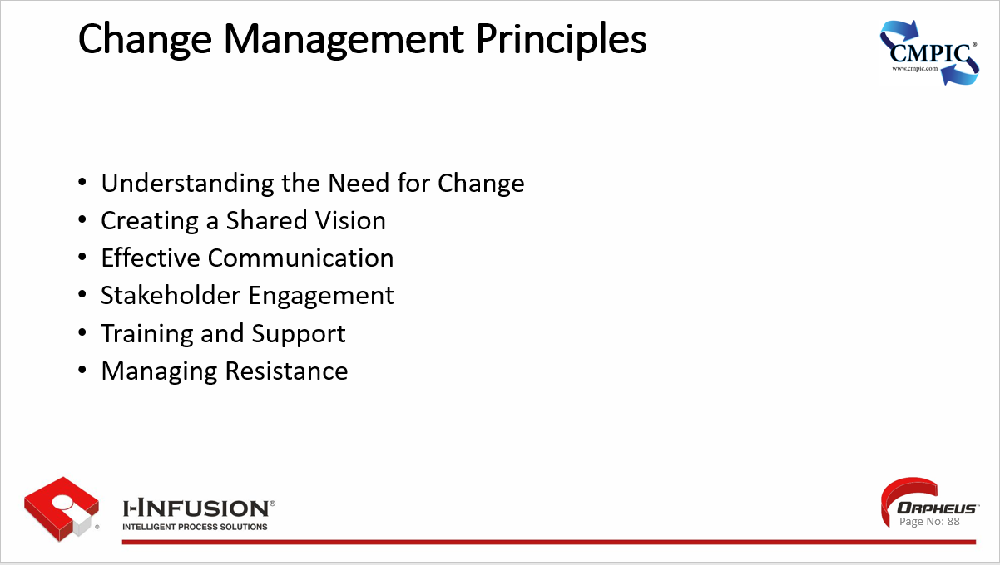 Change Management Principles
CMPIC®
www.cmpic.com
• Understanding the Need for Change
• Creating a Shared Vision
• Effective Communication
• Stakeholder Engagement
• Training and Support
• Managing Resistance
I-INFUSION®
INTELLIGENT PROCESS SOLUTIONS
®
ORPHEUS™
Page No: 88